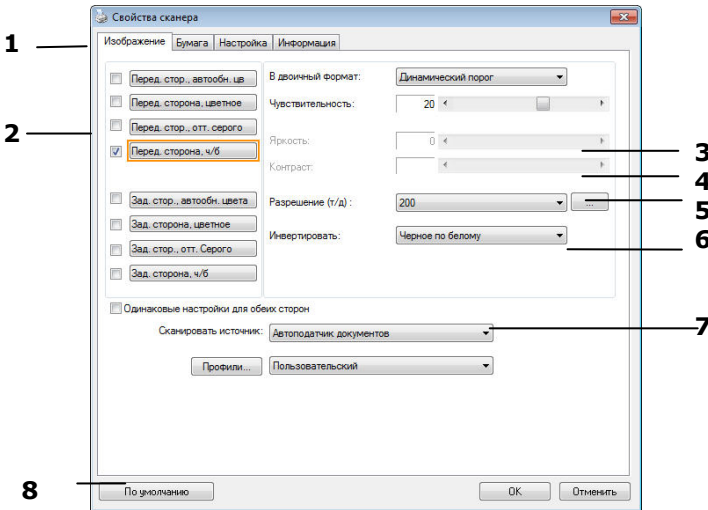 Свойства сканера
1 Изображение Бумага Настройка Информация
Перед. стор., автообн. цв В двоичный формат: Динамический порог
Перед. сторона, цветное Чувствительность: 20
2 Перед. стор., отт. серого Яркость: 0
Перед. сторона, ч/б 3
Контраст: 4
Зад. стор., автообн. цвета Разрешение (т/д) : 200 ... 5
Зад. сторона, цветное Инвертировать: Черное по белому 6
Зад. стор., отт. Серого
Зад. сторона, ч/б
Одинаковые настройки для обеих сторон
Сканировать источник: Автоподатчик документов 7
Профили... Пользовательский
8 По умолчанию OK Отменить